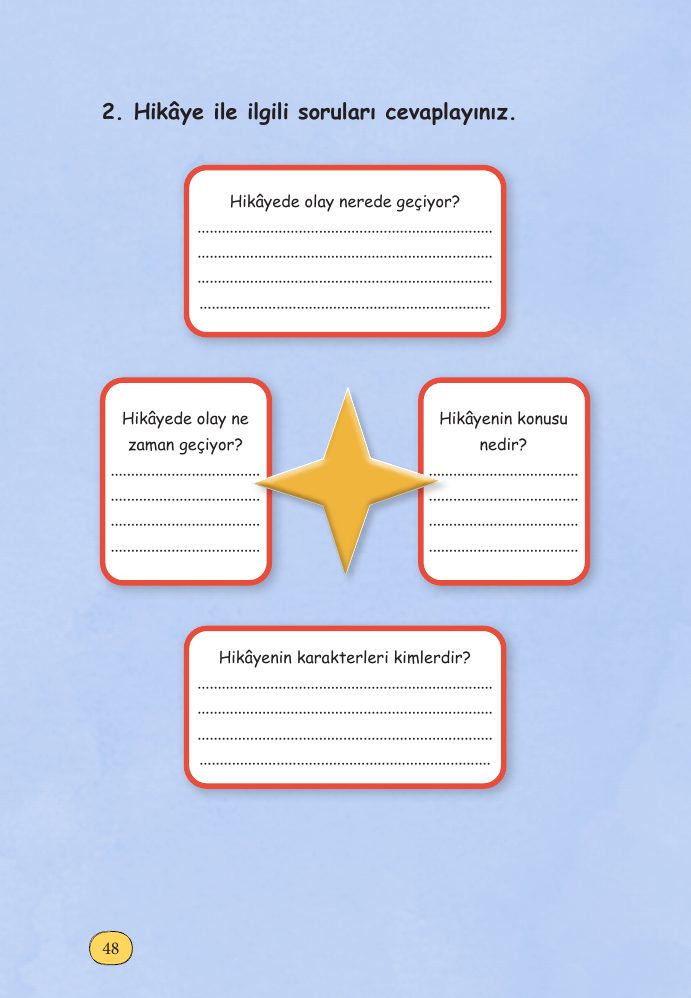 2. Hikâye ile ilgili soruları cevaplayınız.
Hikâyede olay nerede geçiyor?
Hikâyede olay ne
zaman geçiyor?
Hikâyenin konusu
nedir?
Hikâyenin karakterleri kimlerdir?
48